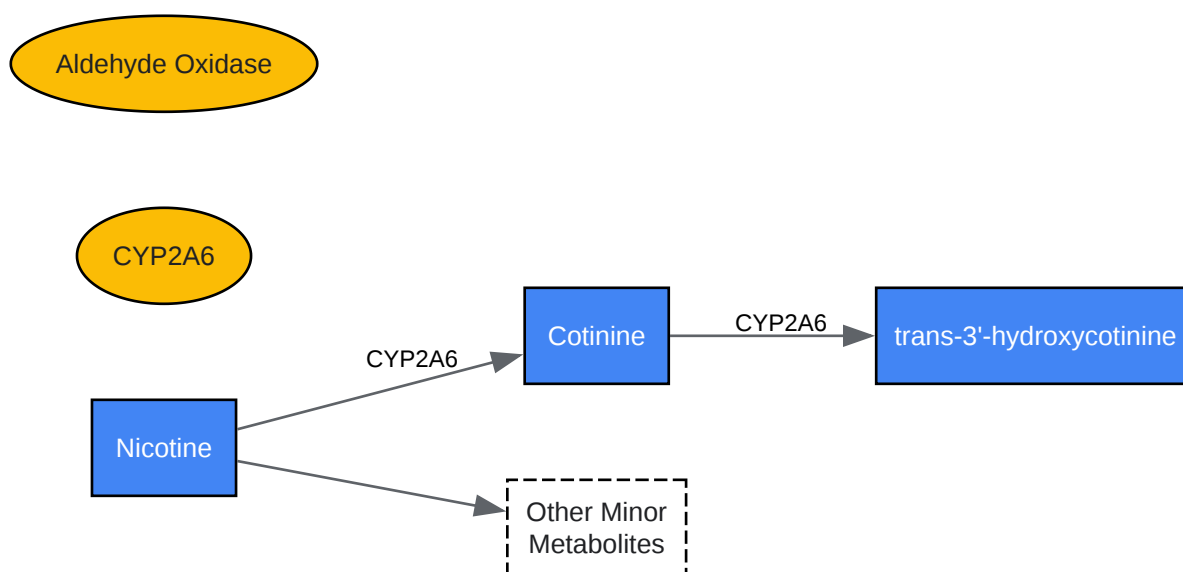 Aldehyde Oxidase
CYP2A6
Cotinine
CYP2A6
trans-3'-hydroxycotinine
CYP2A6
Nicotine
Other Minor
Metabolites